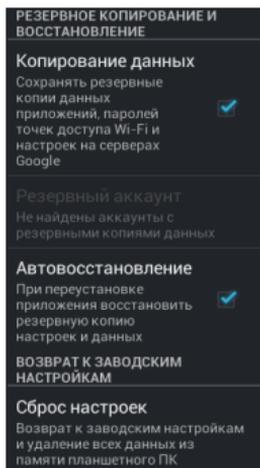 РЕЗЕРВНОЕ КОПИРОВАНИЕ И
ВОССТАНОВЛЕНИЕ
Копирование данных
Сохранять резервные
копии данных
приложений, паролей
точек доступа Wi-Fi и
настроек на серверах
Google
Резервный аккаунт
Не найдены аккаунты с
резервными копиями данных
Автовосстановление
При переустановке
приложения восстановить
резервную копию
настроек и данных
ВОЗВРАТ К ЗАВОДСКИМ
НАСТРОЙКАМ
Сброс настроек
Возврат к заводским настройкам
и удаление всех данных из
памяти планшетного ПК